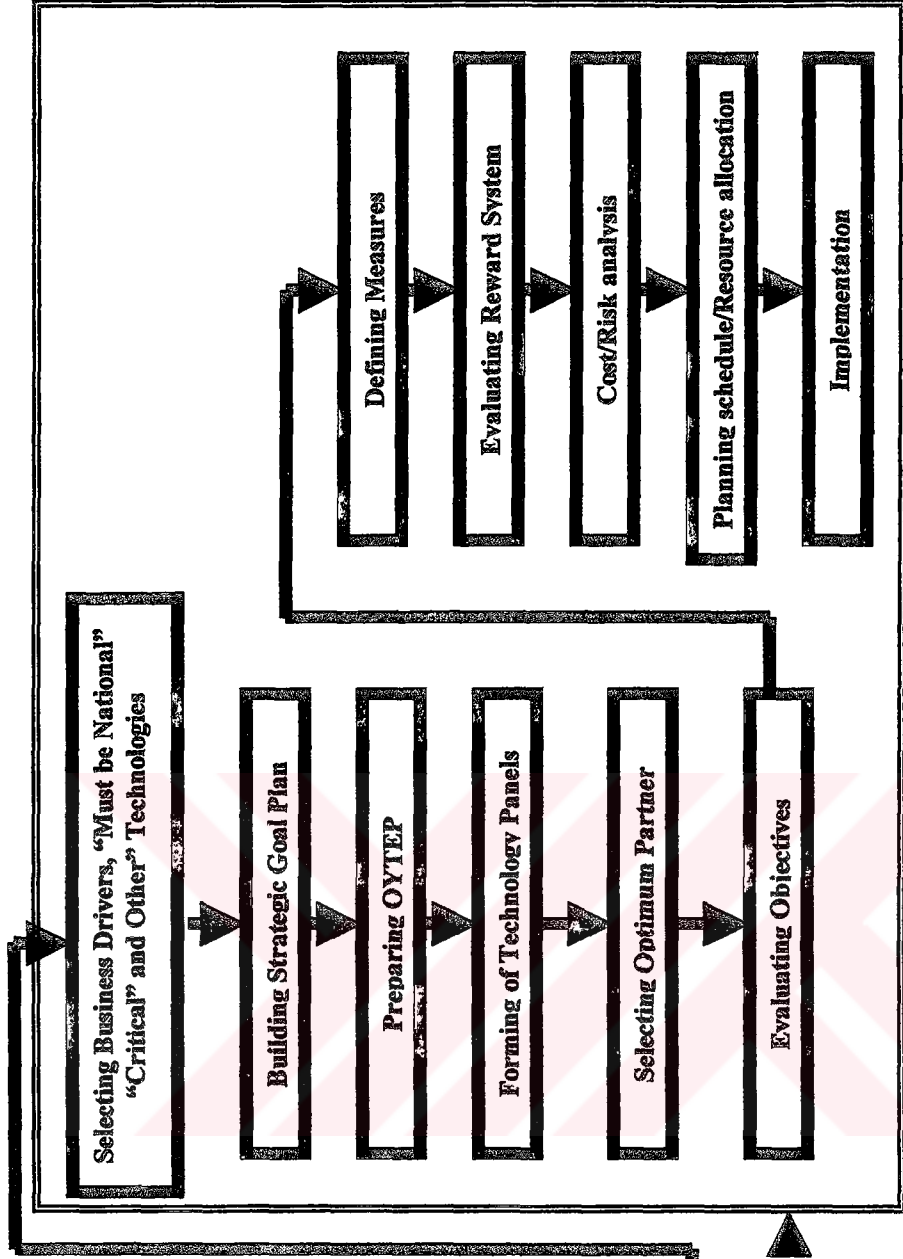 Selecting Business Drivers, “Must be National”
“Critical” and Other” Technologies
Building Strategic Goal Plan
Preparing OYTEP
Forming of Technology Panels
Selecting Optimum Partner
Evaluating Objectives
Defining Measures
Evaluating Reward System
Cost/Risk analysis
Planning schedule/Resource allocation
Implementation